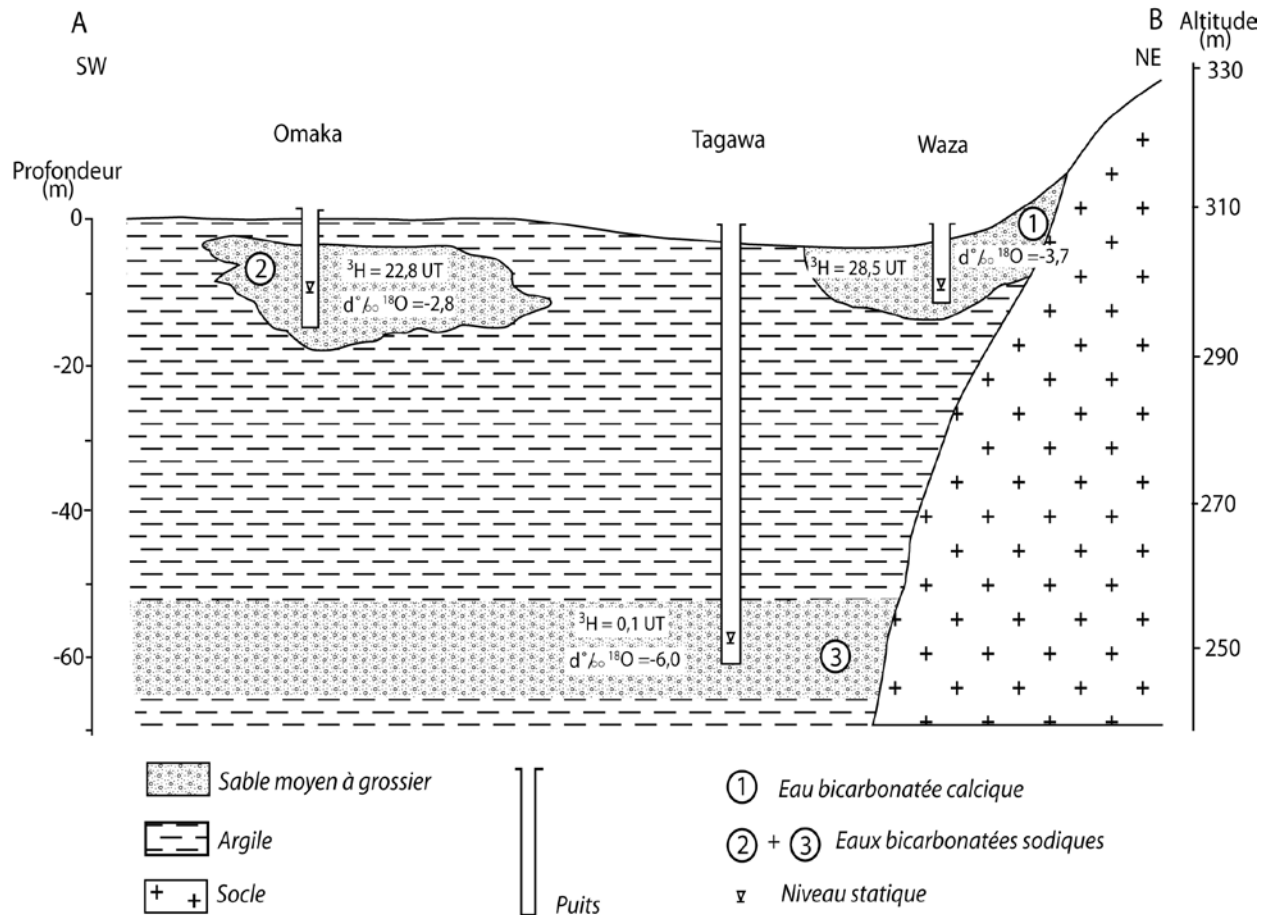 A
B
Altitude
(m)
SW
NE
330
Omaka
Tagawa
Waza
Profondeur
(m)
0
310
1
2
³H = 22,8 UT
³H = 28,5 UT
d°/₀₀ ¹⁸O =-3,7
d°/₀₀ ¹⁸O =-2,8
-20
290
-40
270
³H = 0,1 UT
d°/₀₀ ¹⁸O =-6,0
3
-60
250
Sable moyen à grossier
Argile
Socle
Puits
1 Eau bicarbonatée calcique
2 + 3 Eaux bicarbonatées sodiques
Niveau statique